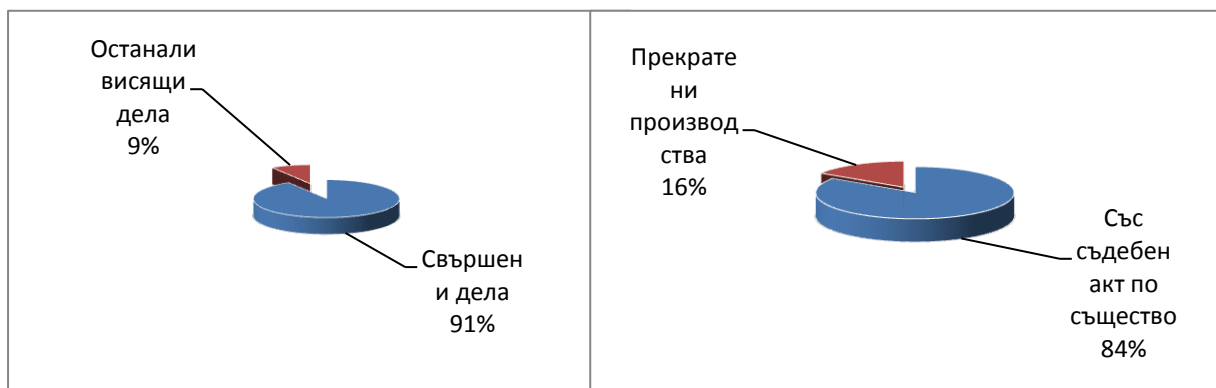 Останали
висящи
дела
9%
Свършен
и дела
91%
Прекрате
ни
производ
ства
16%
Със
съдебен
акт по
същество
84%